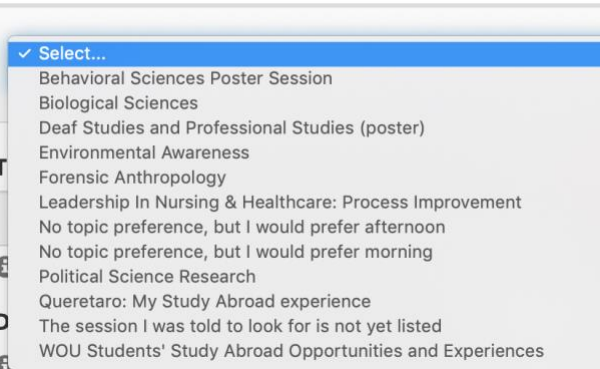 ✓ Select...
Behavioral Sciences Poster Session
Biological Sciences
Deaf Studies and Professional Studies (poster)
Environmental Awareness
Forensic Anthropology
Leadership In Nursing & Healthcare: Process Improvement
No topic preference, but I would prefer afternoon
No topic preference, but I would prefer morning
Political Science Research
Queretaro: My Study Abroad experience
The session I was told to look for is not yet listed
WOU Students' Study Abroad Opportunities and Experiences